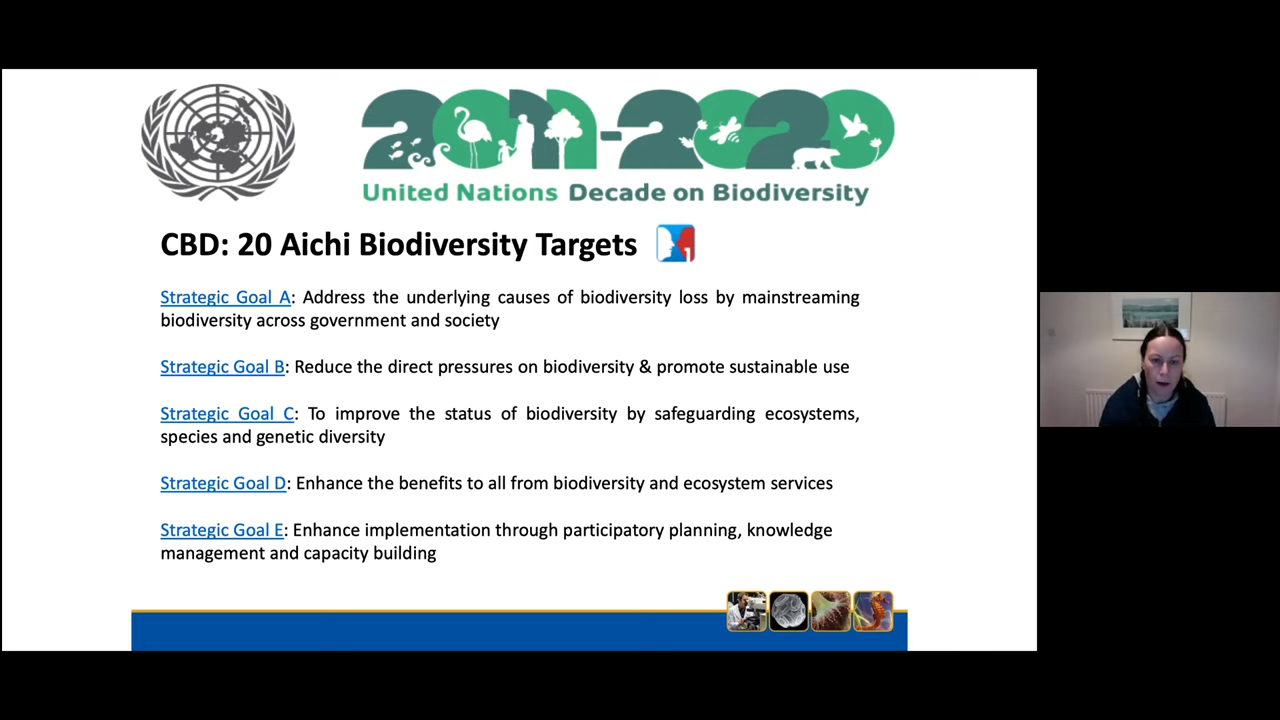 2011-2020
United Nations Decade on Biodiversity
CBD: 20 Aichi Biodiversity Targets
1
Strategic Goal A: Address the underlying causes of biodiversity loss by mainstreaming
biodiversity across government and society
Strategic Goal B: Reduce the direct pressures on biodiversity & promote sustainable use
Strategic Goal C: To improve the status of biodiversity by safeguarding ecosystems,
species and genetic diversity
Strategic Goal D: Enhance the benefits to all from biodiversity and ecosystem services
Strategic Goal E: Enhance implementation through participatory planning, knowledge
management and capacity building